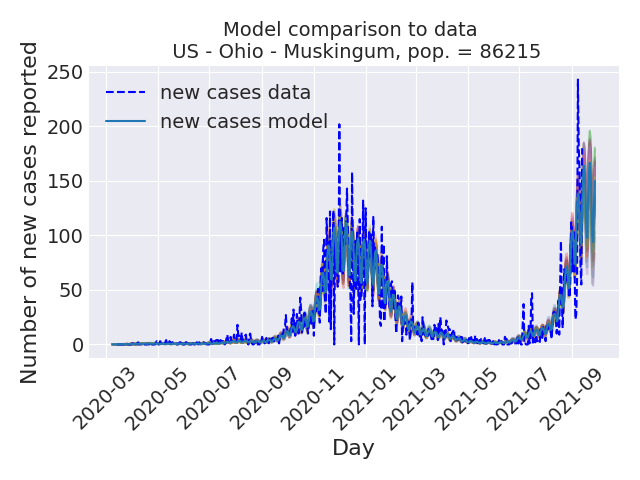 Model comparison to data
US - Ohio - Muskingum, pop. = 86215
Number of new cases reported
250
200
150
100
50
0
new cases data
new cases model
2020-03
2020-05
2020-07
2020-09
2020-11
2021-01
2021-03
2021-05
2021-07
2021-09
Day